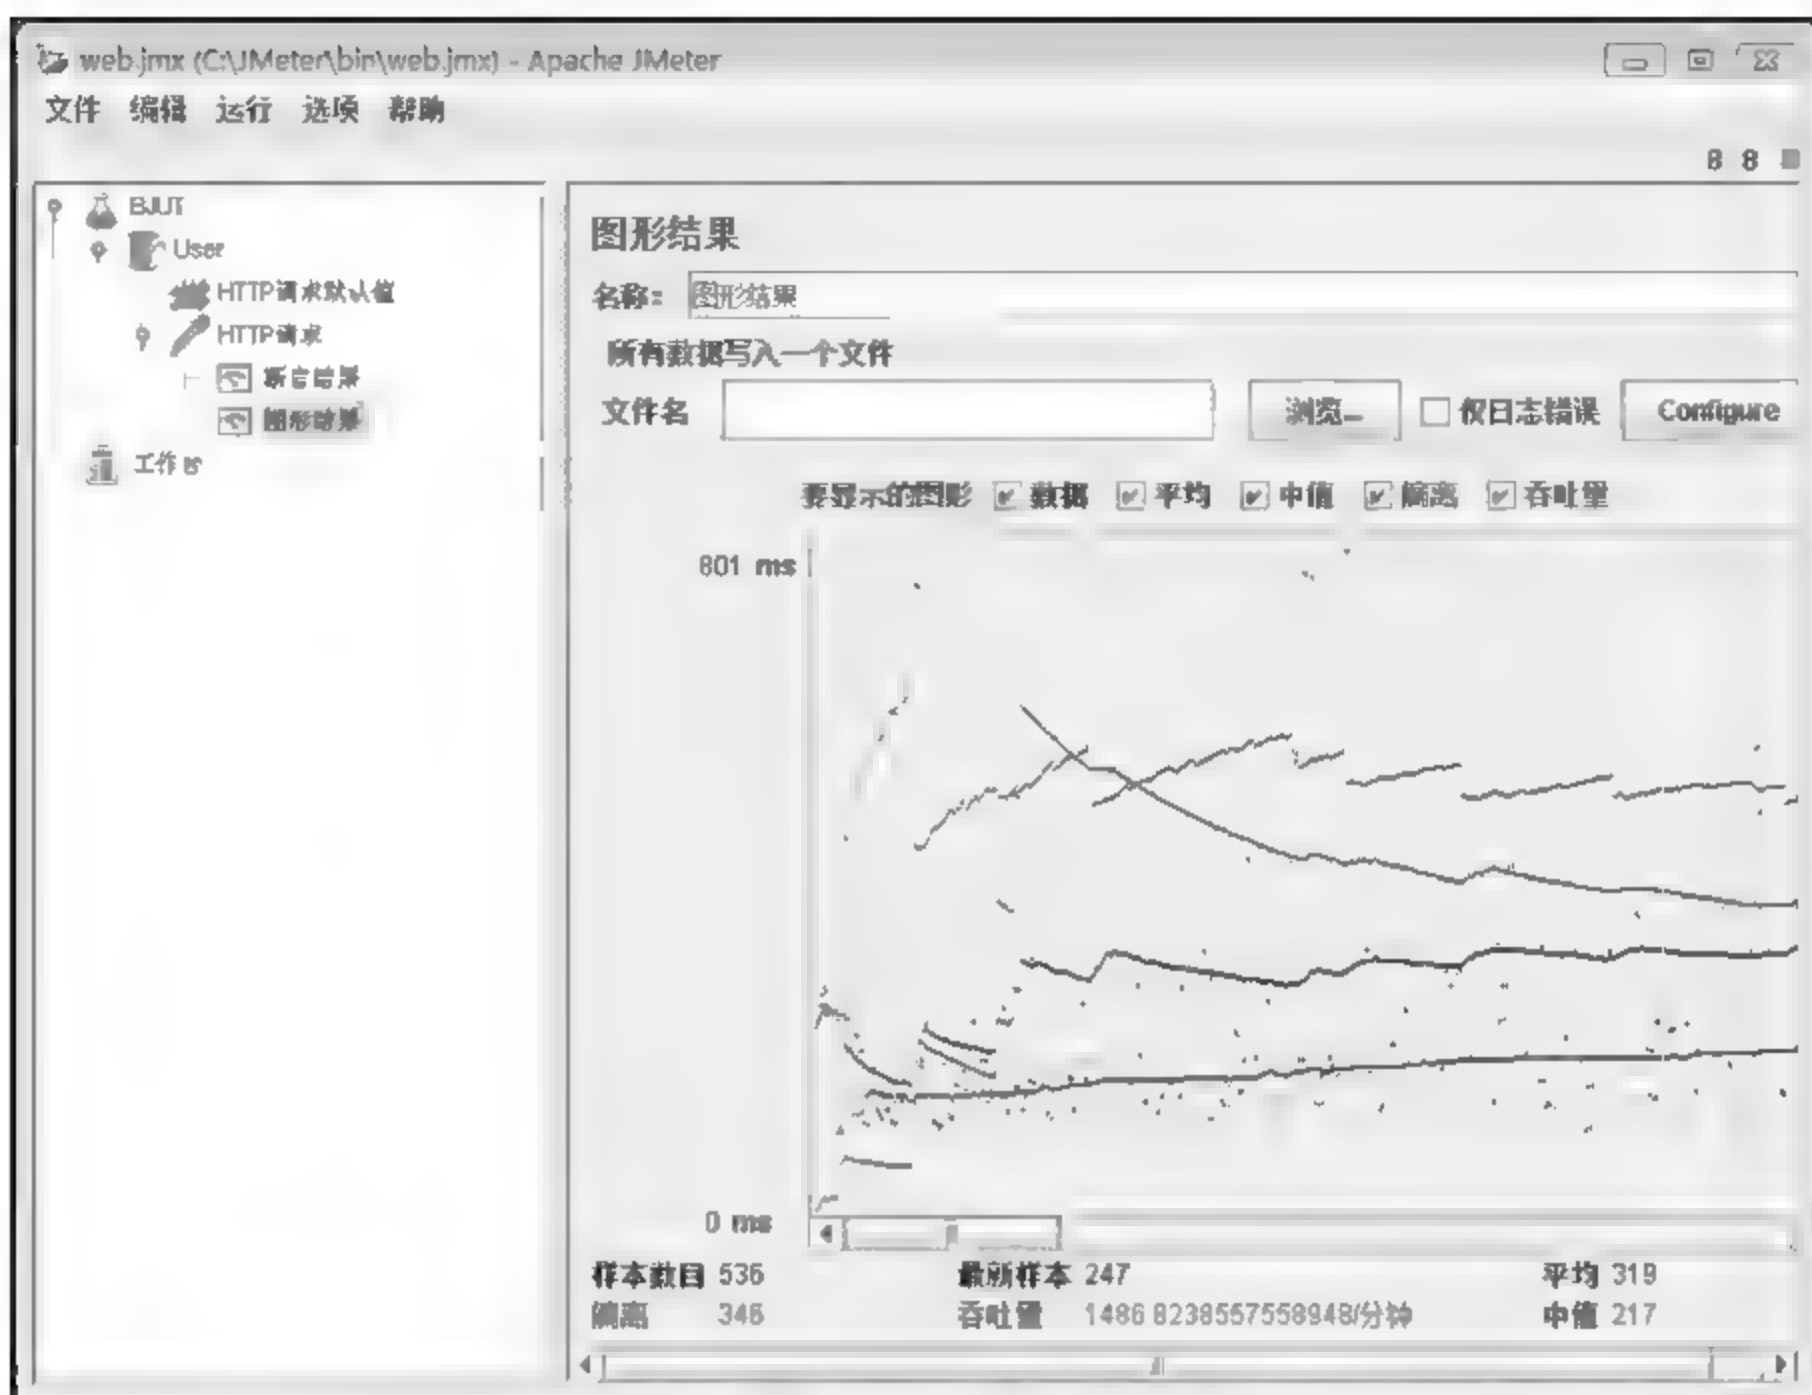 web.jmx (C:\JMeter\bin\web.jmx) - Apache JMeter
文件 编辑 运行 选项 帮助
8 8
BJUT
User
HTTP请求默认值
HTTP请求
断言结果
图形结果
工作台
图形结果
名称: 图形结果
所有数据写入一个文件
文件名 浏览... 仅日志错误 Configure
要显示的图形 数据 平均 中值 偏离 吞吐量
801 ms
0 ms
样本数目 536 最新样本 247 平均 319
偏离 346 吞吐量 1486.8238557558948/分钟 中值 217